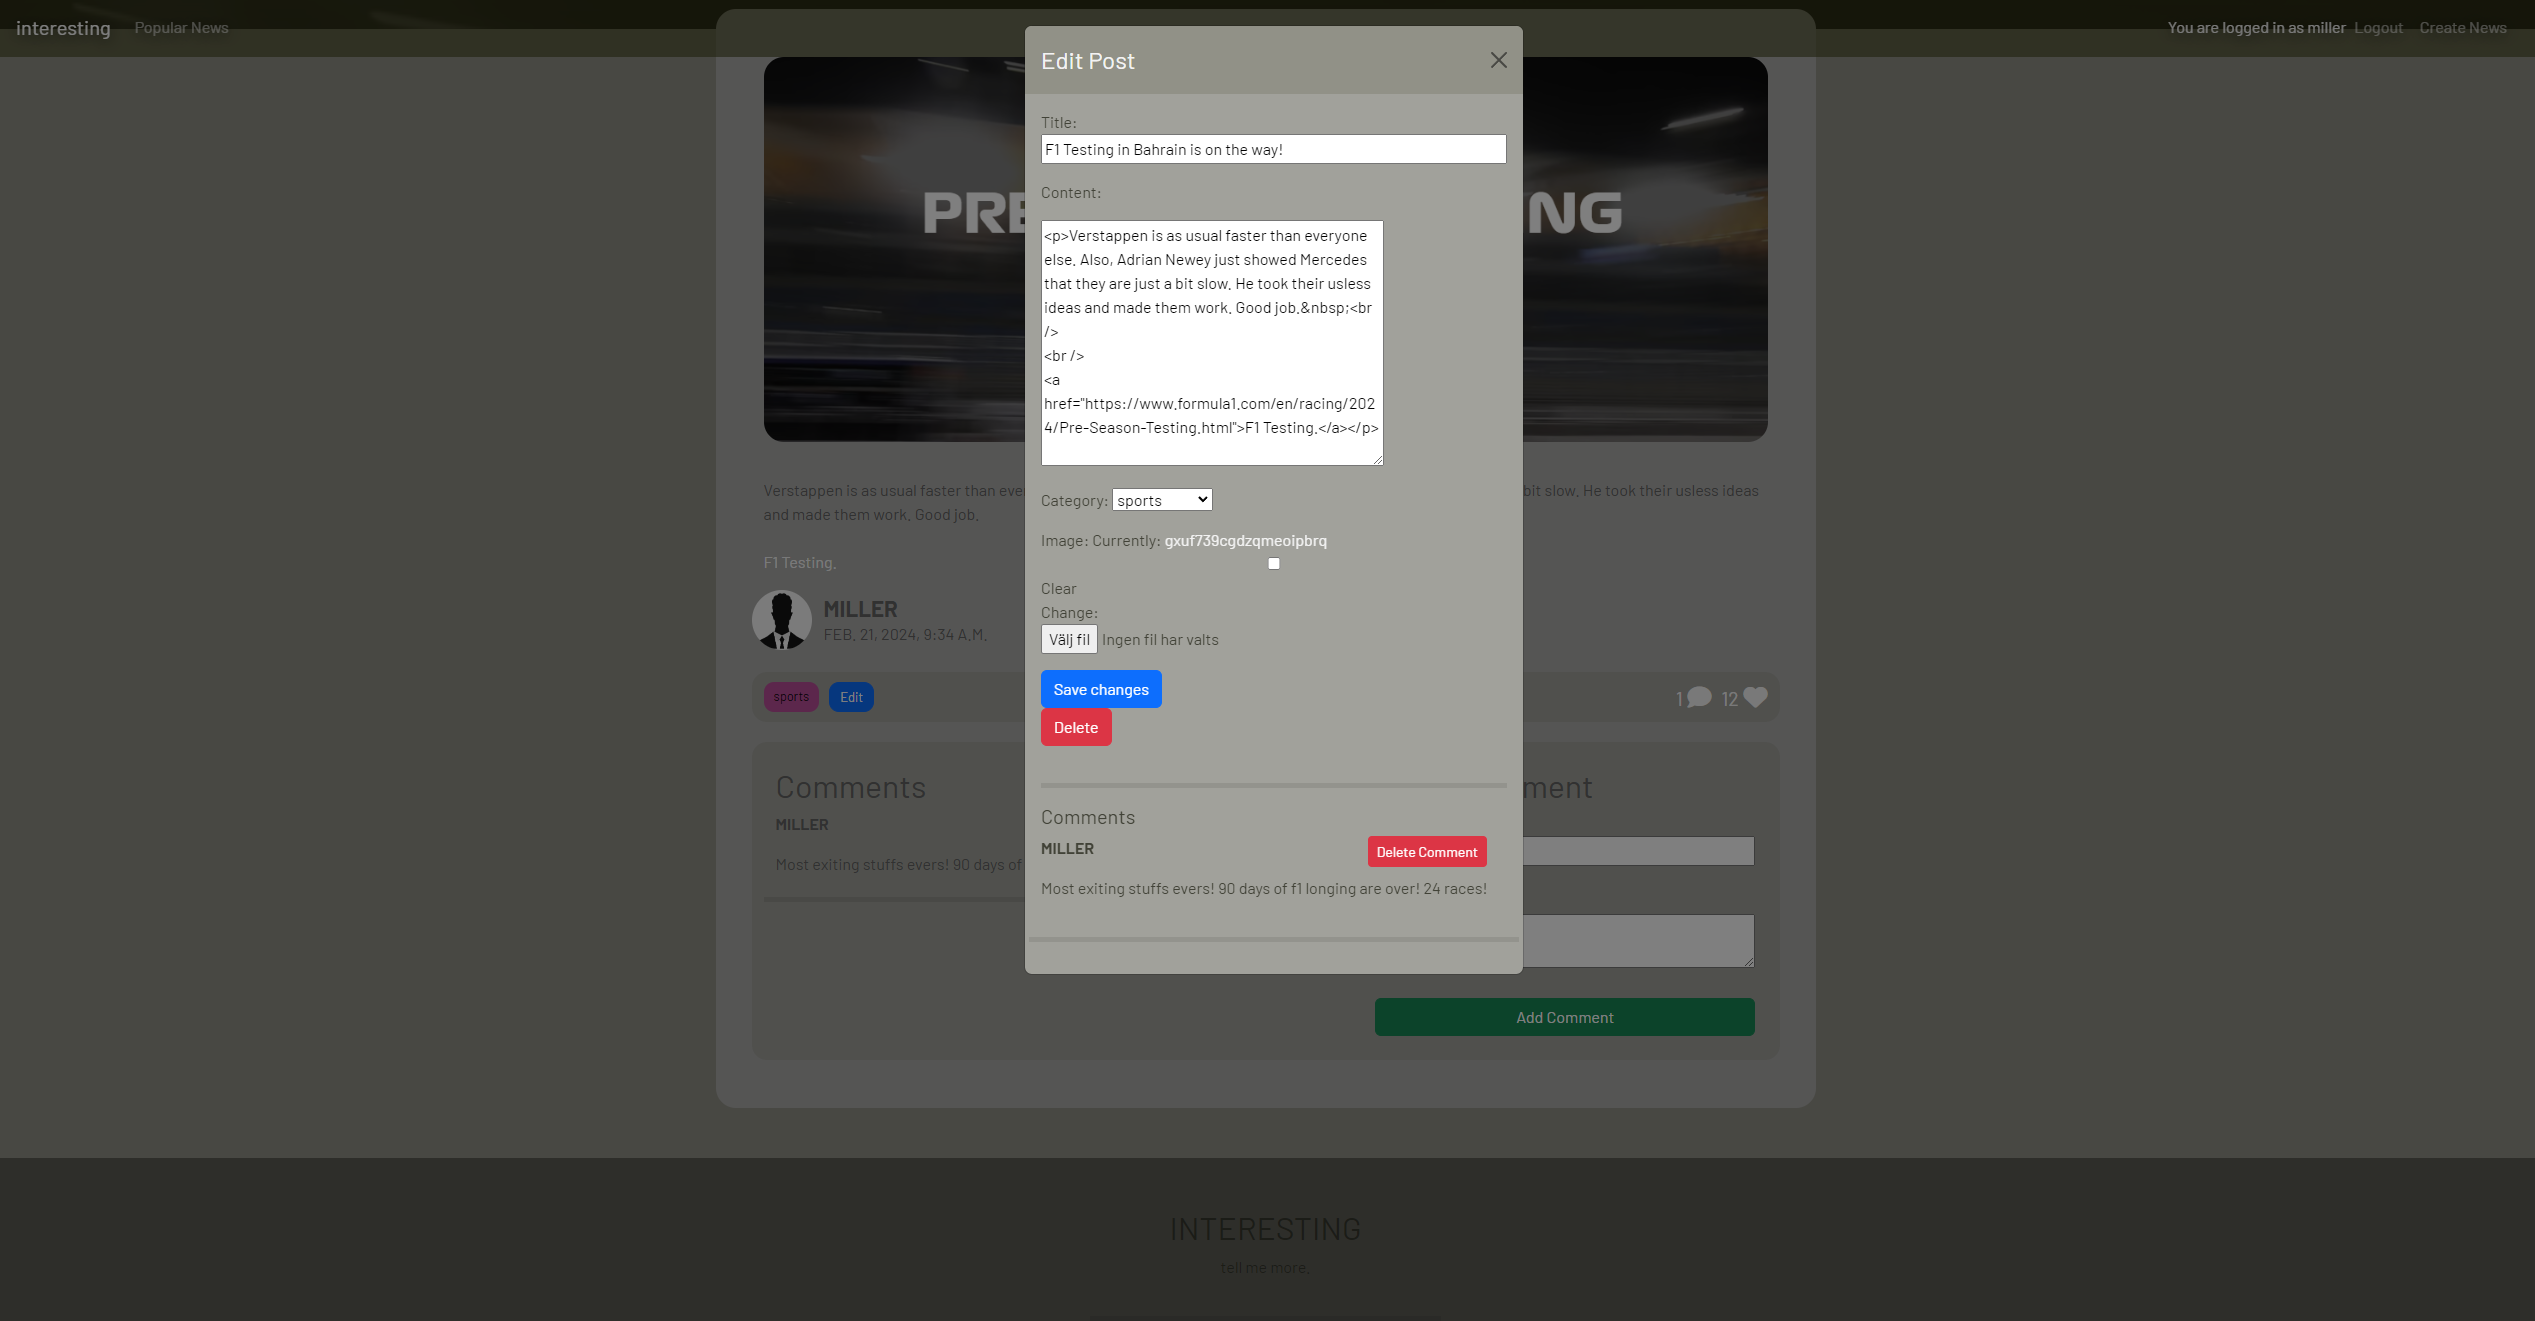 interesting
Popular News
You are logged in as miller Logout Create News
Edit Post
PRE
NG
Title:
F1 Testing in Bahrain is on the way!
Content:
<p>Verstappen is as usual faster than everyone
else. Also, Adrian Newey just showed Mercedes
that they are just a bit slow. He took their usless
ideas and made them work. Good job.&nbsp;<br
/>
<br />
<a
href="https://www.formula1.com/en/racing/202
4/Pre-Season-Testing.html">F1 Testing.</a></p>
Category: sports
Image: Currently: gxuf739cgdzqmeoipbrq
Clear
Change:
Välj fil Ingen fil har valts
Save changes
Delete
Comments
MILLER
Delete Comment
Most exiting stuffs evers! 90 days of f1 longing are over! 24 races!
Verstappen is as usual faster than ever
bit slow. He took their usless ideas
and made them work. Good job.
F1 Testing.
MILLER
FEB. 21, 2024, 9:34 A.M.
sports Edit
1 12
Comments
MILLER
Most exiting stuffs evers! 90 days of
ment
Add Comment
INTERESTING
tell me more.